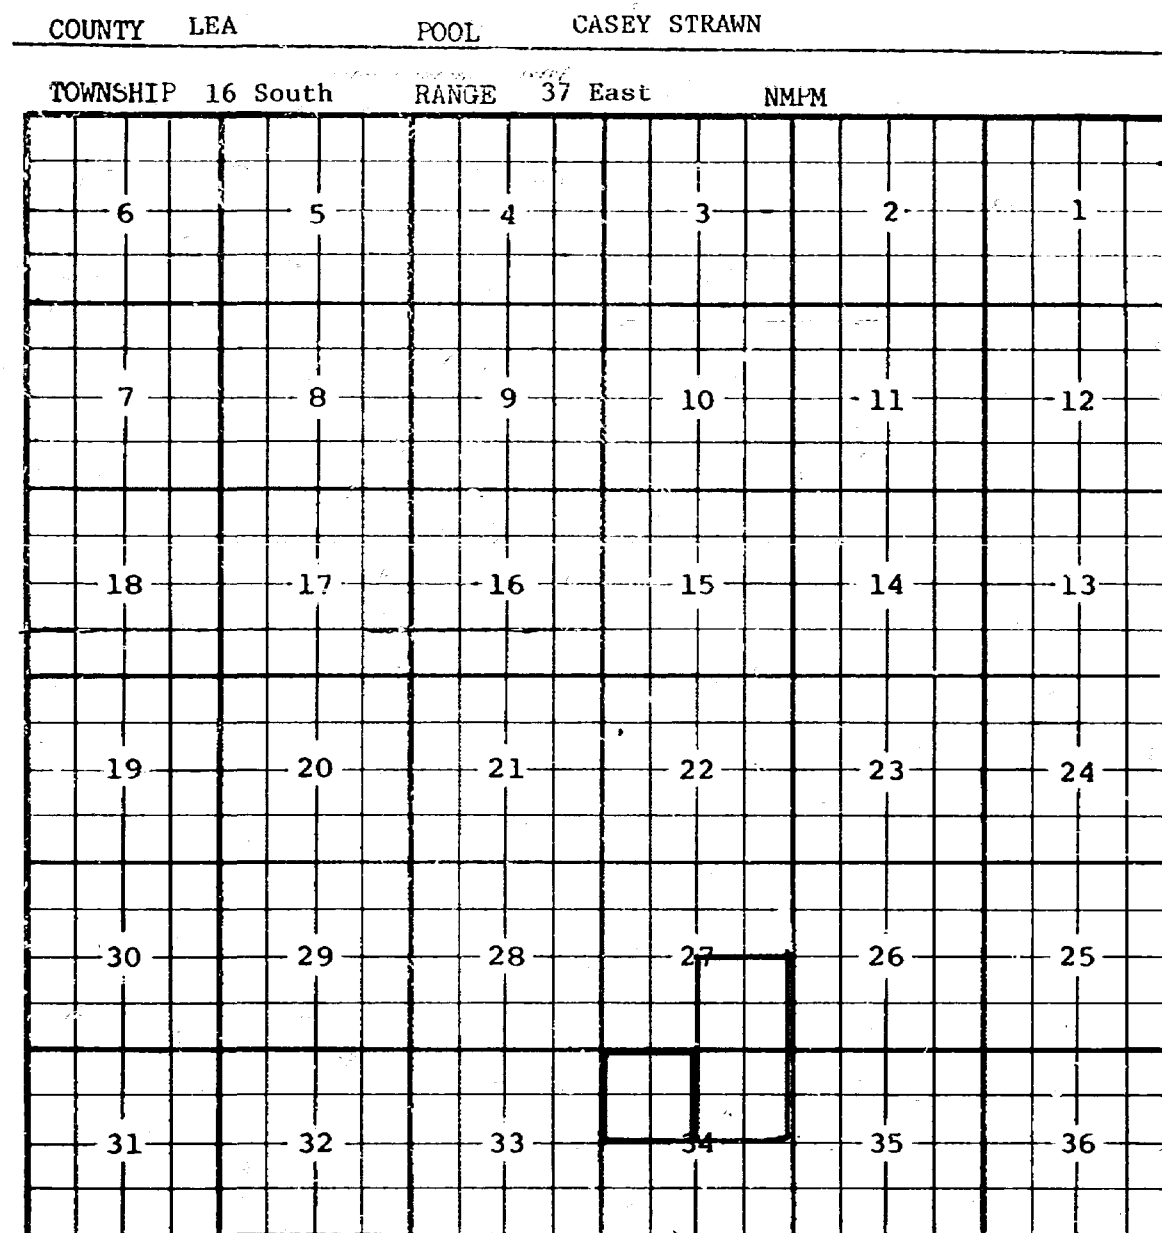 COUNTY LEA POOL CASEY STRAWN
TOWNSHIP 16 South RANGE 37 East NMPM
6 5 4 3 2 1
7 8 9 10 11 12
18 17 16 15 14 13
19 20 21 22 23 24
30 29 28 27 26 25
31 32 33 34 35 36